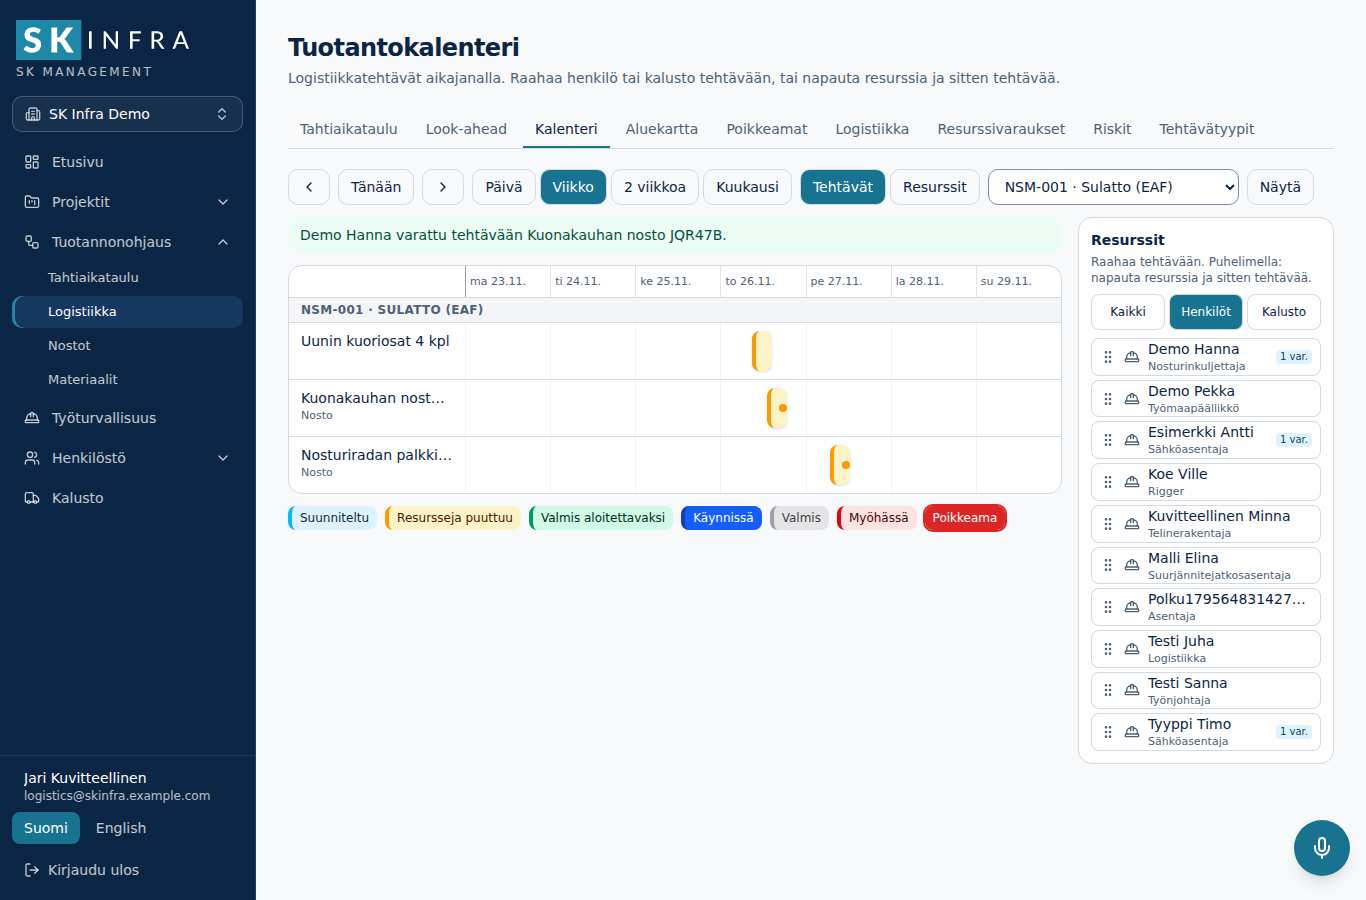 SK INFRA
SK MANAGEMENT
SK Infra Demo
Etusivu
Projektit
Tuotannonohjaus
Tahtiaikataulu
Logistiikka
Nostot
Materiaalit
Työturvallisuus
Henkilöstö
Kalusto
Jari Kuvitteellinen
logistics@skinfra.example.com
Suomi English
Kirjaudu ulos
Tuotantokalenteri
Logistiikkatehtävät aikajanalla. Raahaa henkilö tai kalusto tehtävään, tai napauta resurssia ja sitten tehtävää.
Tahtiaikataulu Look-ahead Kalenteri Aluekartta Poikkeamat Logistiikka Resurssivaraukset Riskit Tehtävätyypit
Tänään Päivä Viikko 2 viikkoa Kuukausi Tehtävät Resurssit NSM-001 · Sulatto (EAF) Näytä
Demo Hanna varattu tehtävään Kuonakauhan nosto JQR47B.
ma 23.11. ti 24.11. ke 25.11. to 26.11. pe 27.11. la 28.11. su 29.11.
NSM-001 · SULATTO (EAF)
Uunin kuoriosat 4 kpl
Kuonakauhan nost…
Nosto
Nosturiradan palkki…
Nosto
Suunniteltu Resursseja puuttuu Valmis aloitettavaksi Käynnissä Valmis Myöhässä Poikkeama
Resurssit
Raahaa tehtävään. Puhelimella:
napauta resurssia ja sitten tehtävää.
Kaikki Henkilöt Kalusto
Demo Hanna 1 var.
Nosturinkuljettaja
Demo Pekka
Työmaapäällikkö
Esimerkki Antti 1 var.
Sähköasentaja
Koe Ville
Rigger
Kuvitteellinen Minna
Telinerakentaja
Malli Elina
Suurjännitejatkosasentaja
Polku179564831427…
Asentaja
Testi Juha
Logistiikka
Testi Sanna
Työnjohtaja
Tyyppi Timo 1 var.
Sähköasentaja